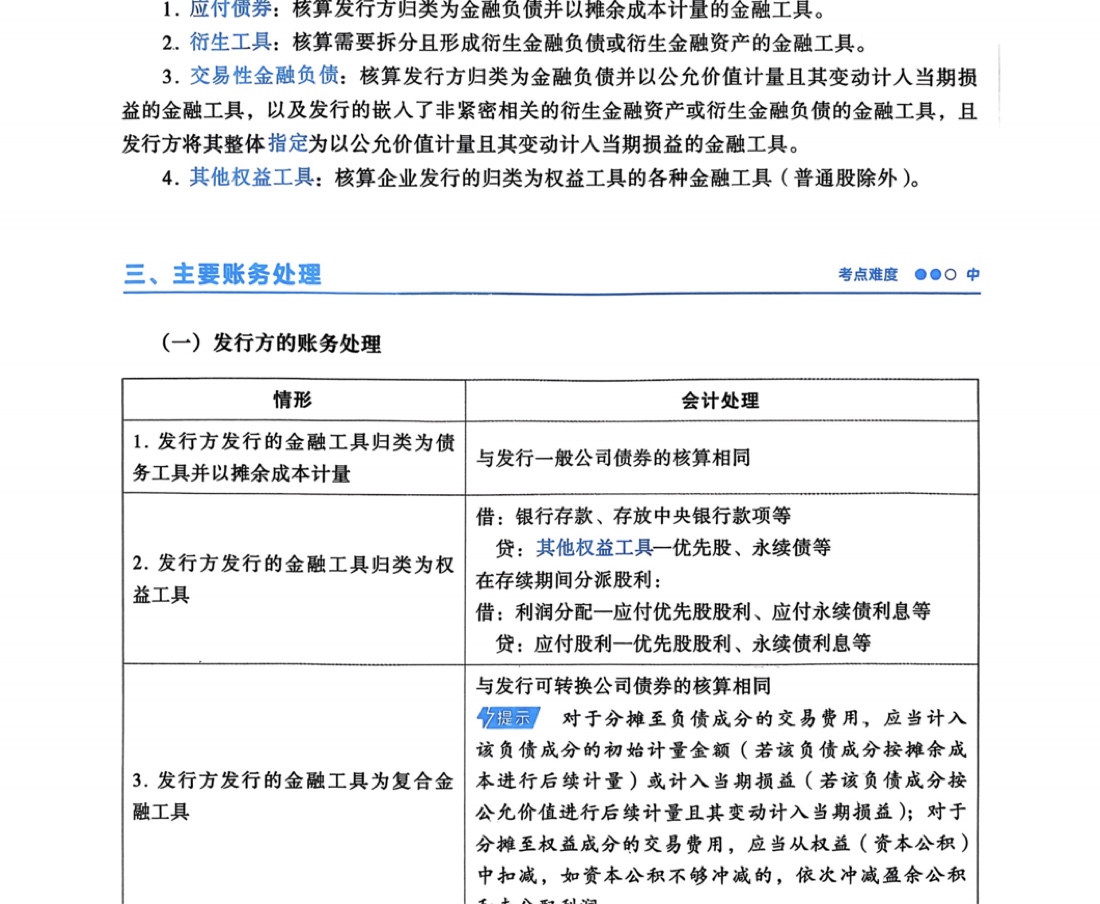 1. 应付债券：核算发行方归类为金融负债并以摊余成本计量的金融工具。
2. 衍生工具：核算需要拆分且形成衍生金融负债或衍生金融资产的金融工具。
3. 交易性金融负债：核算发行方归类为金融负债并以公允价值计量且其变动计入当期损
益的金融工具，以及发行的嵌入了非紧密相关的衍生金融资产或衍生金融负债的金融工具，且
发行方将其整体指定为以公允价值计量且其变动计入当期损益的金融工具。
4. 其他权益工具：核算企业发行的归类为权益工具的各种金融工具（普通股除外）。
三、主要账务处理
考点难度 中
（一）发行方的账务处理
情形
会计处理
1. 发行方发行的金融工具归类为债
务工具并以摊余成本计量
与发行一般公司债券的核算相同
2. 发行方发行的金融工具归类为权
益工具
借：银行存款、存放中央银行款项等
贷：其他权益工具—优先股、永续债等
在存续期间分派股利：
借：利润分配—应付优先股股利、应付永续债利息等
贷：应付股利—优先股股利、永续债利息等
3. 发行方发行的金融工具为复合金
融工具
与发行可转换公司债券的核算相同
提示 对于分摊至负债成分的交易费用，应当计入
该负债成分的初始计量金额（若该负债成分按摊余成
本进行后续计量）或计入当期损益（若该负债成分按
公允价值进行后续计量且其变动计入当期损益）；对于
分摊至权益成分的交易费用，应当从权益（资本公积）
中扣减，如资本公积不够冲减的，依次冲减盈余公积